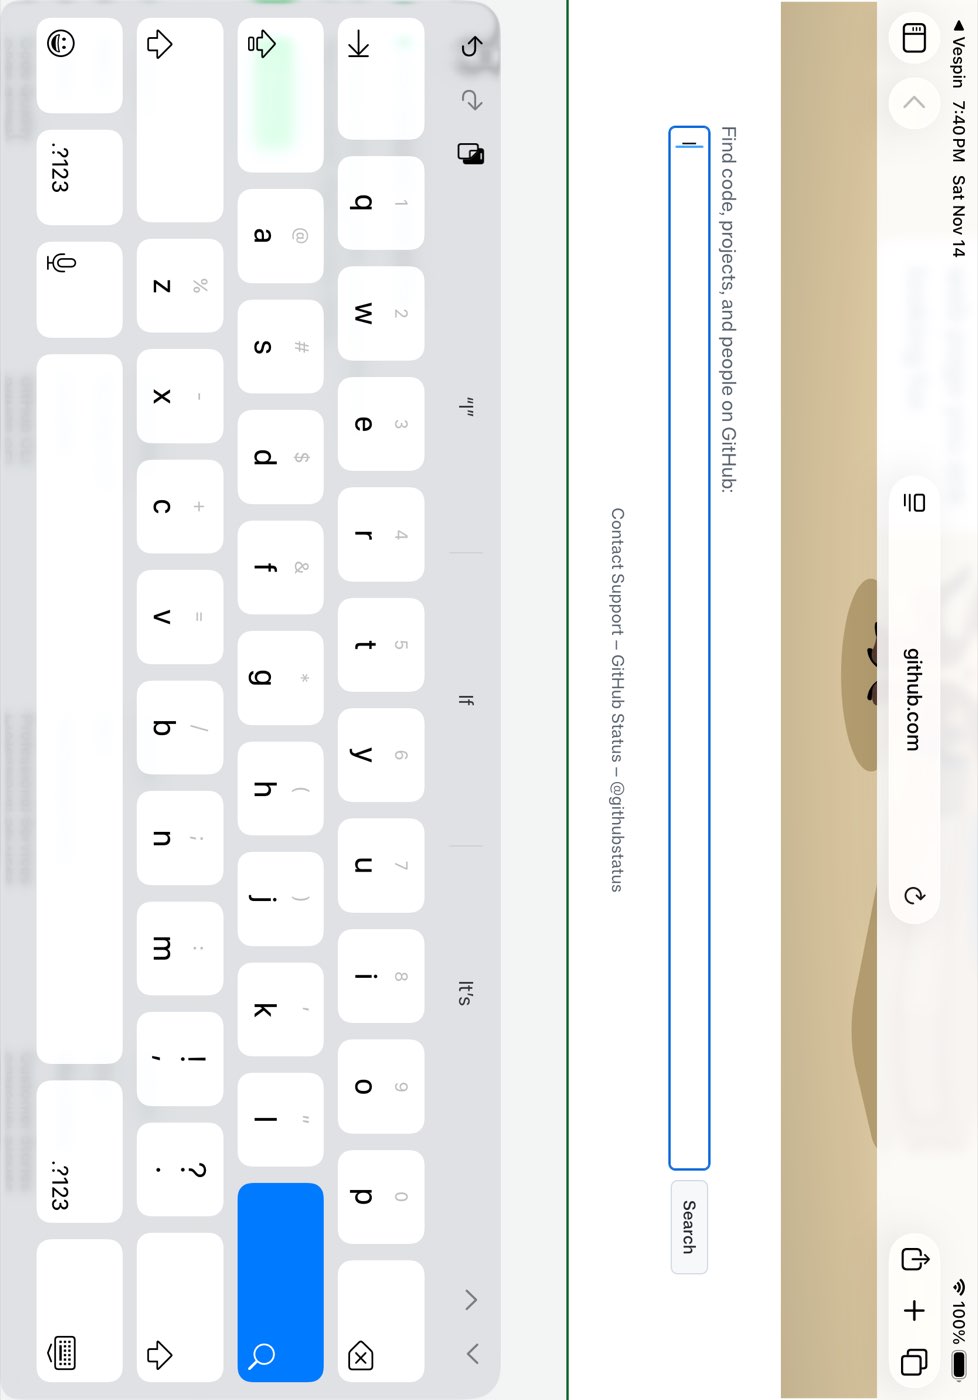 ◀ Vespin 7:40 PM Sat Nov 14 100%
github.com
Find code, projects, and people on GitHub:
I
Search
Contact Support – GitHub Status – @githubstatus
“I” If It’s
1 2 3 4 5 6 7 8 9 0
q w e r t y u i o p
@ # $ & * ( ) ' "
a s d f g h j k l
% - + = / ; : ! ?
z x c v b n m , .
.?123 .?123